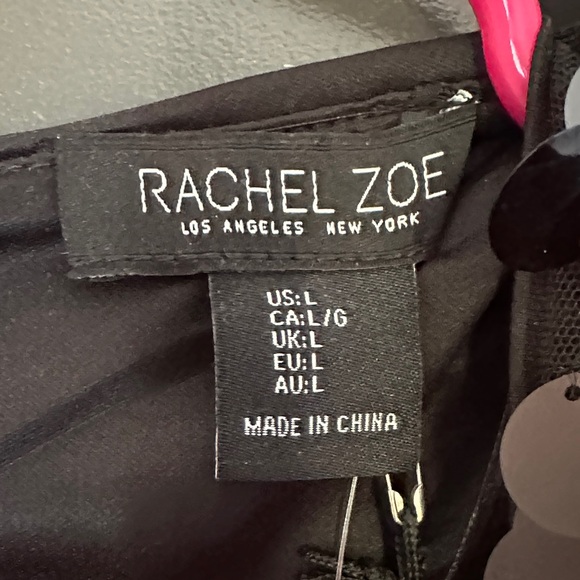 RACHEL ZOE
LOS ANGELES NEW YORK
US:L
CA:L/G
UK:L
EU:L
AU:L
MADE IN CHINA